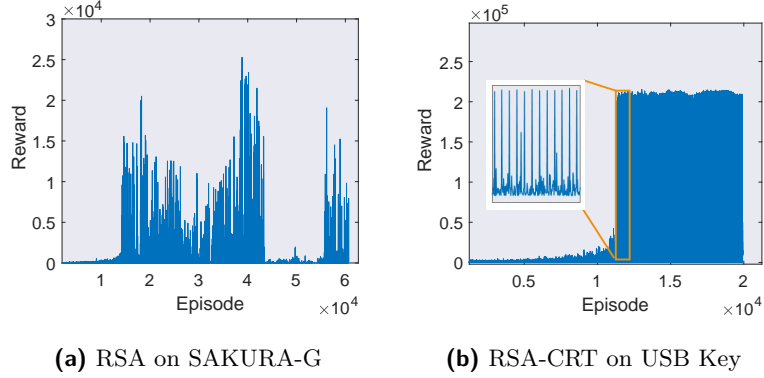 ×10⁴
3
2.5
2
1.5
1
0.5
0
Reward
1 2 3 4 5 6
Episode
×10⁴
(a) RSA on SAKURA-G
×10⁵
2.5
2
1.5
1
0.5
0
Reward
0.5 1 1.5 2
Episode
×10⁴
(b) RSA-CRT on USB Key